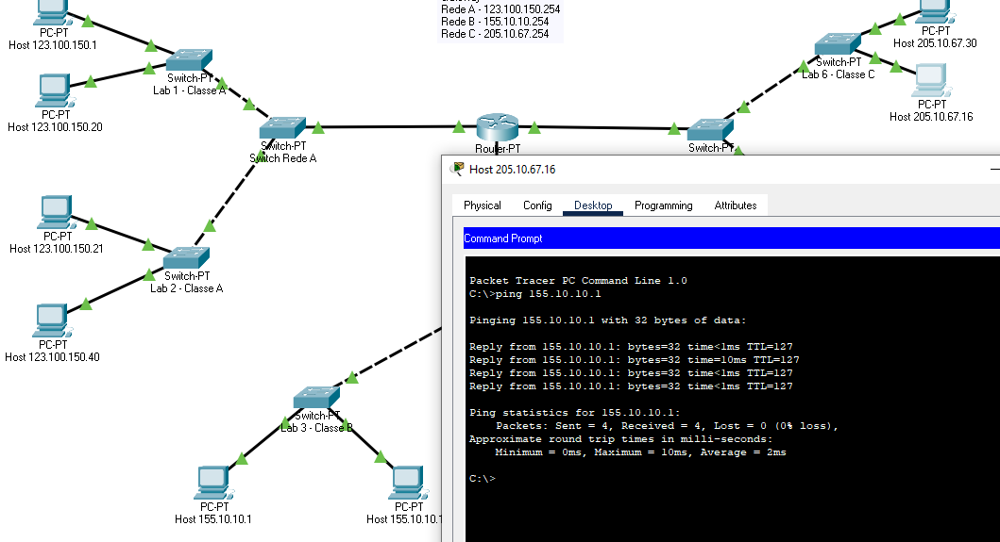 Rede A - 123.100.150.254
Rede B - 155.10.10.254
Rede C - 205.10.67.254
PC-PT
Host 123.100.150.1
Switch-PT
Lab 1 - Classe A
PC-PT
Host 123.100.150.20
Switch-PT
Switch Rede A
Router-PT
Switch-PT
Switch-PT
Lab 6 - Classe C
PC-PT
Host 205.10.67.30
PC-PT
Host 205.10.67.16
PC-PT
Host 123.100.150.21
Switch-PT
Lab 2 - Classe A
PC-PT
Host 123.100.150.40
Switch-PT
Lab 3 - Classe B
PC-PT
Host 155.10.10.1
PC-PT
Host 155.10.10.1
Host 205.10.67.16
Physical
Config
Desktop
Programming
Attributes
Command Prompt
Packet Tracer PC Command Line 1.0
C:\>ping 155.10.10.1
Pinging 155.10.10.1 with 32 bytes of data:
Reply from 155.10.10.1: bytes=32 time<1ms TTL=127
Reply from 155.10.10.1: bytes=32 time=10ms TTL=127
Reply from 155.10.10.1: bytes=32 time<1ms TTL=127
Reply from 155.10.10.1: bytes=32 time<1ms TTL=127
Ping statistics for 155.10.10.1:
Packets: Sent = 4, Received = 4, Lost = 0 (0% loss),
Approximate round trip times in milli-seconds:
Minimum = 0ms, Maximum = 10ms, Average = 2ms
C:\>